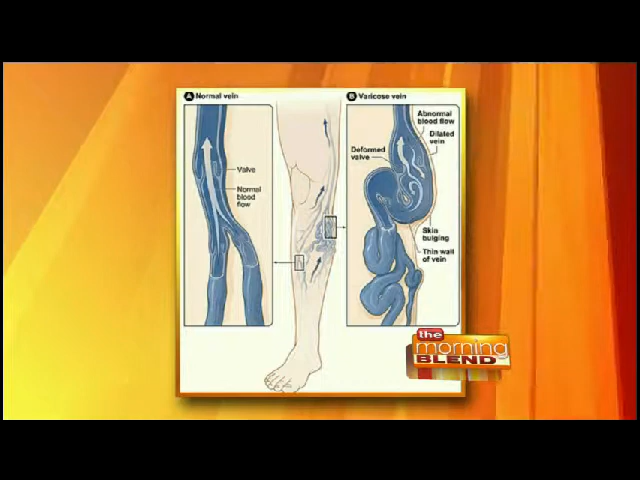 A Normal vein
Valve
Normal
blood
flow
B Varicose vein
Abnormal
blood flow
Dilated
vein
Deformed
valve
Skin
bulging
Thin wall
of vein
the
morning
BLEND